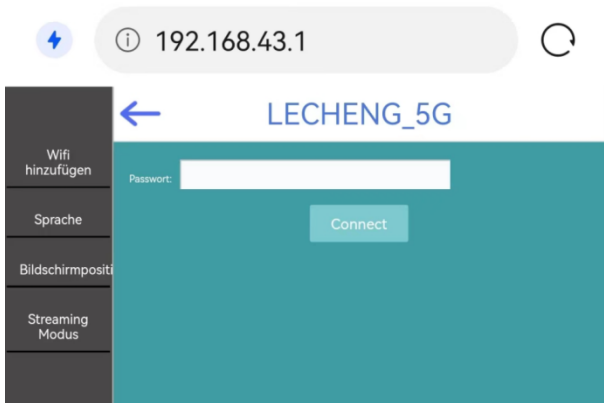 192.168.43.1
LECHENG_5G
Wifi
hinzufügen
Sprache
Bildschirmpositi
Streaming
Modus
Passwort:
Connect